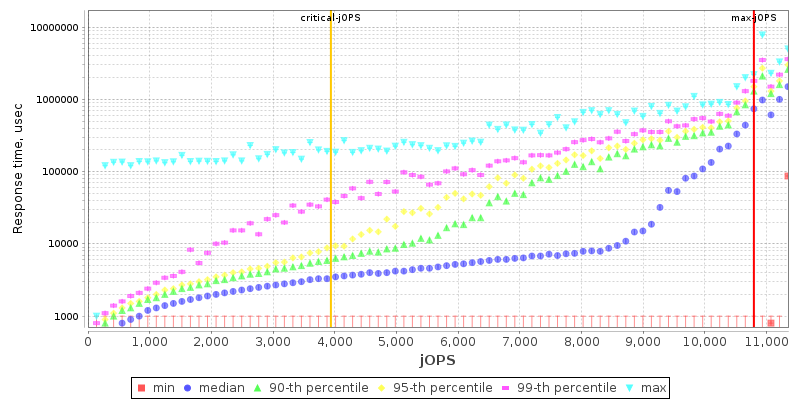 critical-jOPS
max-jOPS
Response time, usec
10000000
1000000
100000
10000
1000
0
1,000
2,000
3,000
4,000
5,000
6,000
7,000
8,000
9,000
10,000
11,000
jOPS
min
median
90-th percentile
95-th percentile
99-th percentile
max